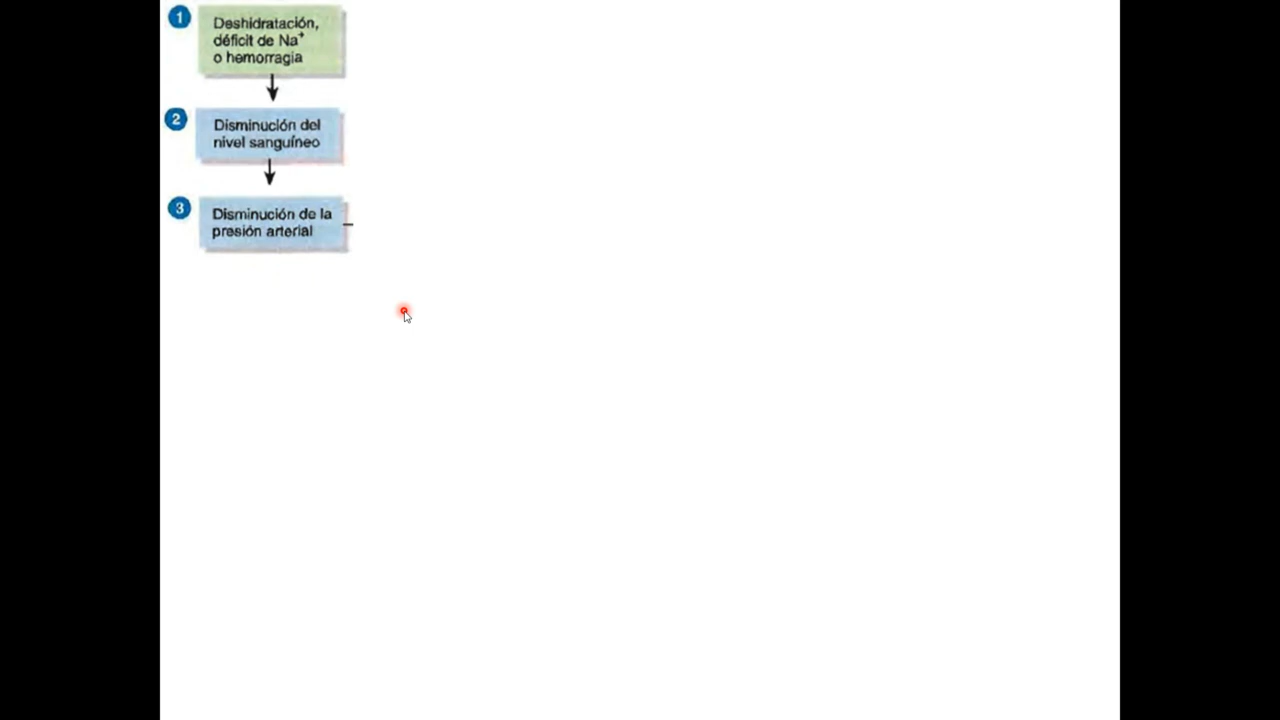 1
Deshidratación,
déficit de Na+
o hemorragia
2
Disminución del
nivel sanguíneo
3
Disminución de la
presión arterial